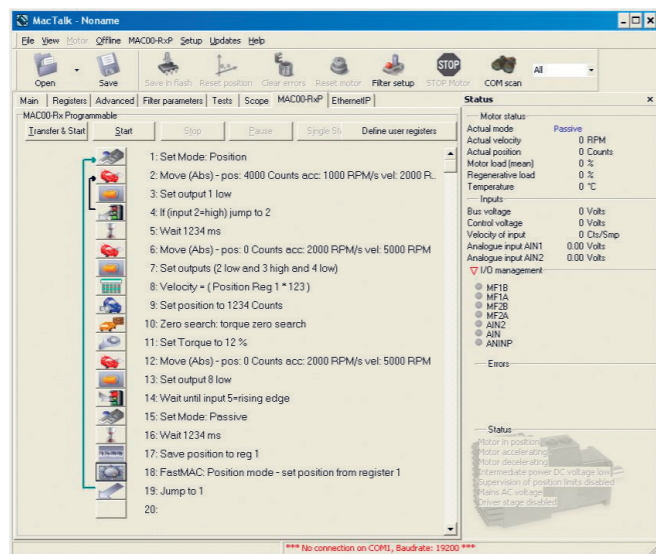 MacTalk - Noname
File View Motor Offline MAC00-RxP Setup Updates Help
Open Save Save in flash Reset position Clear errors Reset motor Filter setup STOP Motor COM scan All
STOP
Main Registers Advanced Filter parameters Tests Scope MAC00-RxP EthernetIP
MAC00-Rx Programmable
Transfer & Start Start Stop Pause Define user registers
1: Set Mode: Position
2: Move (Abs) - pos: 4000 Counts acc: 1000 RPM/s vel: 2000 R..
3: Set output 1 low
4: If (input 2=high) jump to 2
5: Wait 1234 ms
6: Move (Abs) - pos: 0 Counts acc: 2000 RPM/s vel: 5000 RPM
7: Set outputs (2 low and 3 high and 4 low)
8: Velocity = ( Position Reg 1 * 123 )
9: Set position to 1234 Counts
10: Zero search: torque zero search
11: Set Torque to 12 %
12: Move (Abs) - pos: 0 Counts acc: 2000 RPM/s vel: 5000 RPM
13: Set output 8 low
14: Wait until input 5=rising edge
15: Set Mode: Passive
16: Wait 1234 ms
17: Save position to reg 1
18: FastMAC: Position mode - set position from register 1
19: Jump to 1
20:
Status
Motor status
Actual mode Passive
Actual velocity 0 RPM
Actual position 0 Counts
Motor load (mean) 0 %
Regenerative load 0 %
Temperature 0 °C
Inputs
Bus voltage 0 Volts
Control voltage 0 Volts
Velocity of input 0 Cts/Smp
Analogue input AIN1 0.00 Volts
Analogue input AIN2 0.00 Volts
I/O management
MF1B
MF1A
MF2B
MF2A
AIN2
AIN
ANINP
Errors
Status
Motor in position
Motor accelerating
Motor decelerating
Intermediate power DC voltage low
Supervision of position limits disabled
Mains AC voltage
Driver stage disabled
*** No connection on COM1, Baudrate: 19200 ***